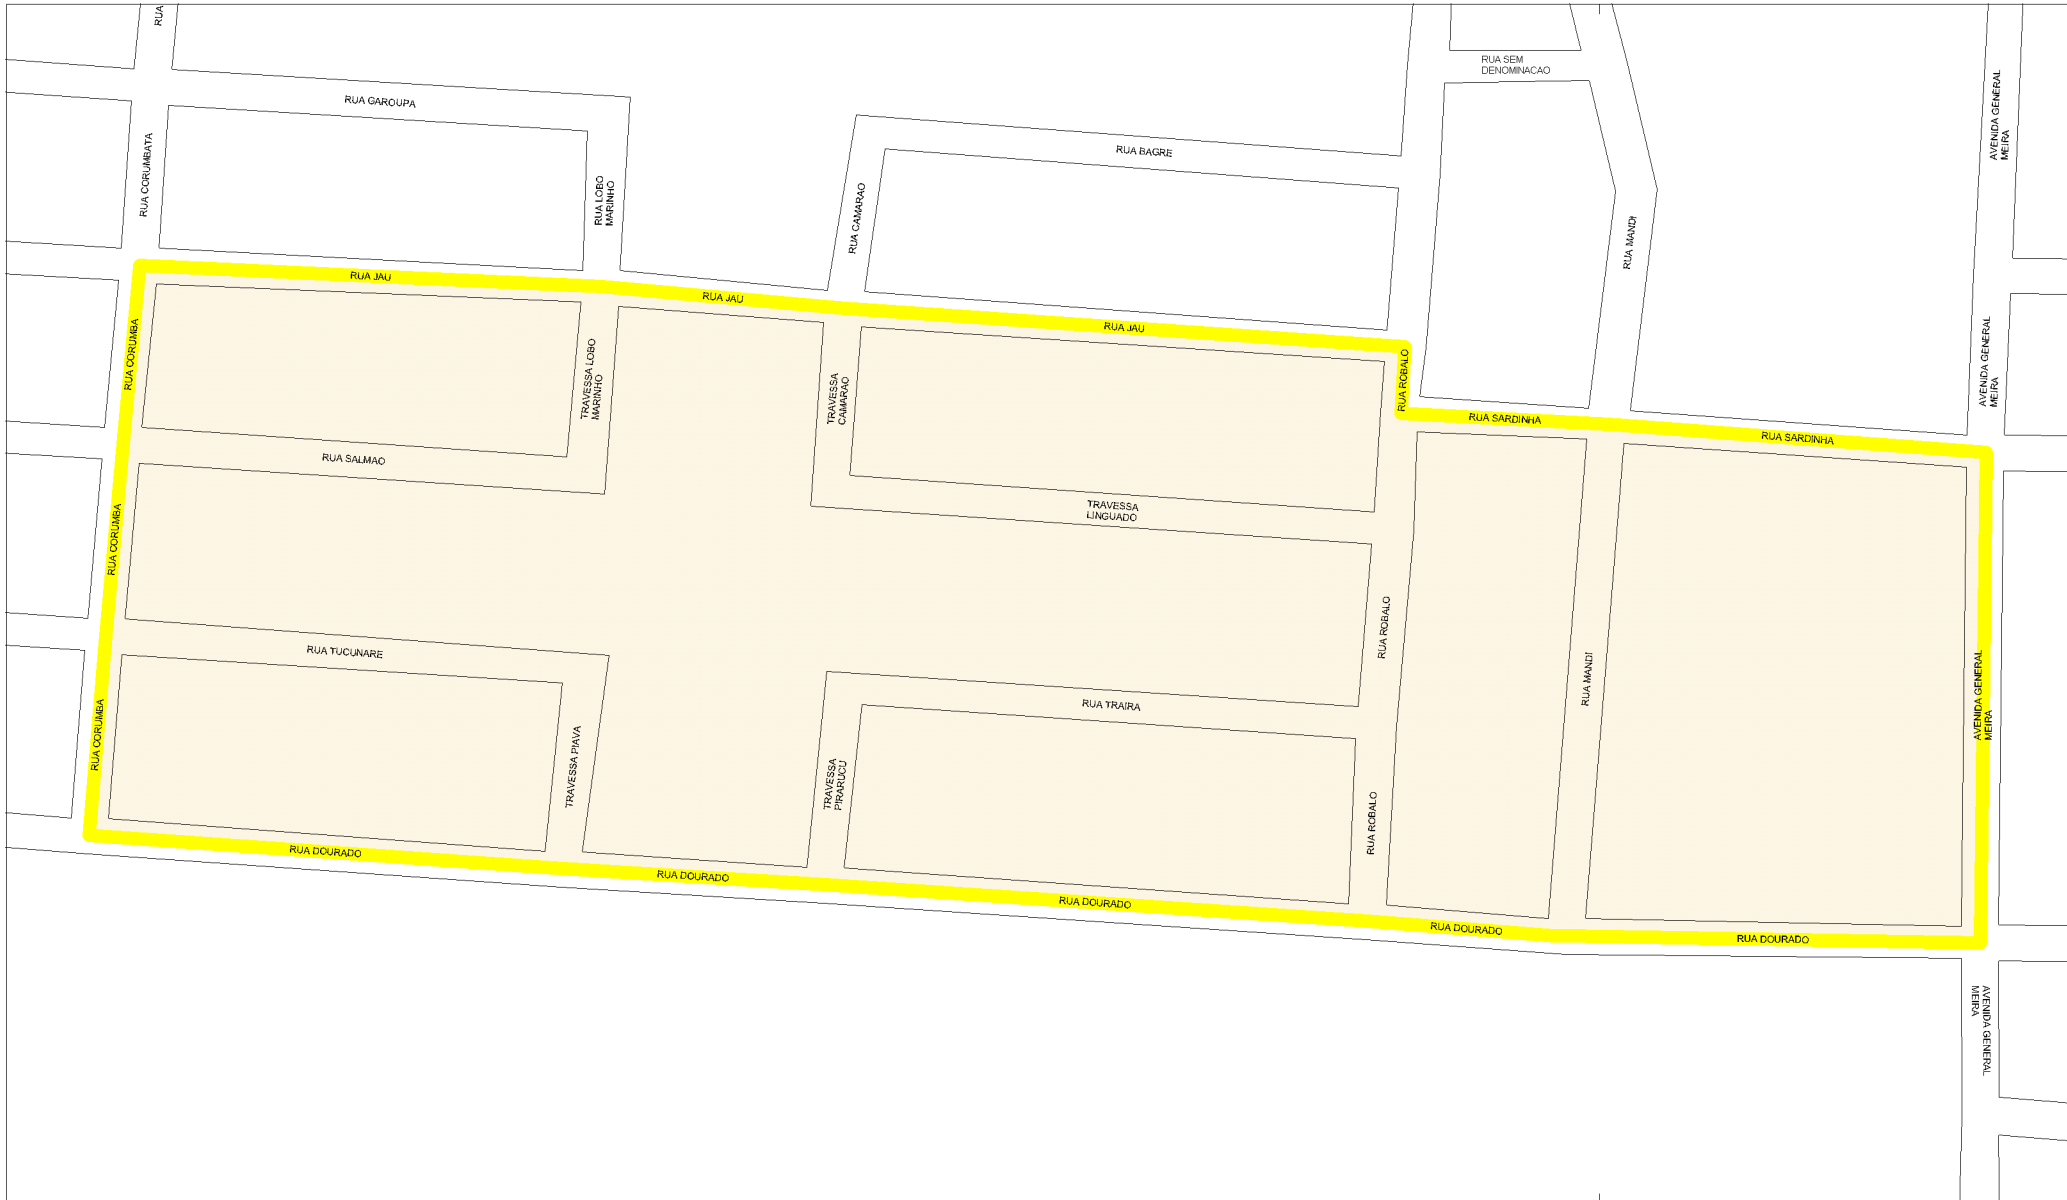 RUA
RUA SEM
DENOMINACAO
RUA GAROUPA
AVENIDA GENERAL
MEIRA
RUA BAGRE
RUA CORUMBATA
RUA LOBO
MARINHO
RUA CAMARAO
RUA MANDI
RUA JAU
RUA JAU
RUA JAU
RUA CORUMBA
TRAVESSA LOBO
MARINHO
TRAVESSA
CAMARAO
RUA ROBALO
AVENIDA GENERAL
MEIRA
RUA SARDINHA
RUA SARDINHA
RUA SALMAO
TRAVESSA
LINGUADO
RUA CORUMBA
RUA ROBALO
RUA TUCUNARE
RUA MANDI
AVENIDA GENERAL
MEIRA
RUA TRAIRA
RUA CORUMBA
TRAVESSA PIAVA
TRAVESSA
PIRARUCU
RUA ROBALO
RUA DOURADO
RUA DOURADO
RUA DOURADO
RUA DOURADO
RUA DOURADO
AVENIDA GENERAL
MEIRA